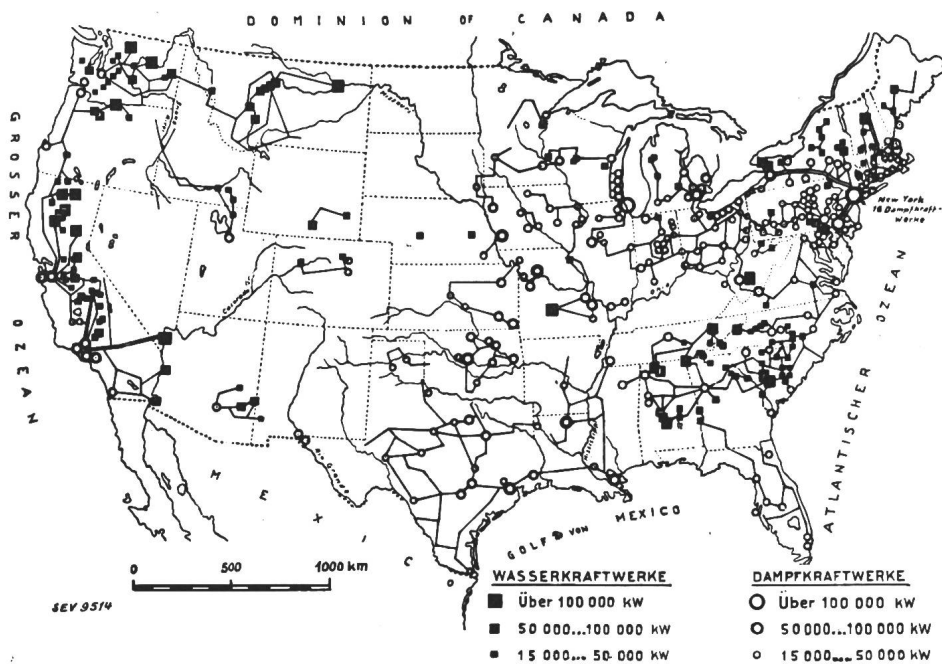 DOMINION OF CANADA
GROSSER OZEAN
New York
16 Dampfkraft-
Werke
ATLANTISCHER OZEAN
MEXICO
GOLF VON MEXICO
0 500 1000 km
SEV 9514
WASSERKRAFTWERKE
Über 100 000 kW
50 000...100 000 kW
15 000... 50 000 kW
DAMPFKRAFTWERKE
Über 100 000 kW
50 000...100 000 kW
15 000... 50 000 kW